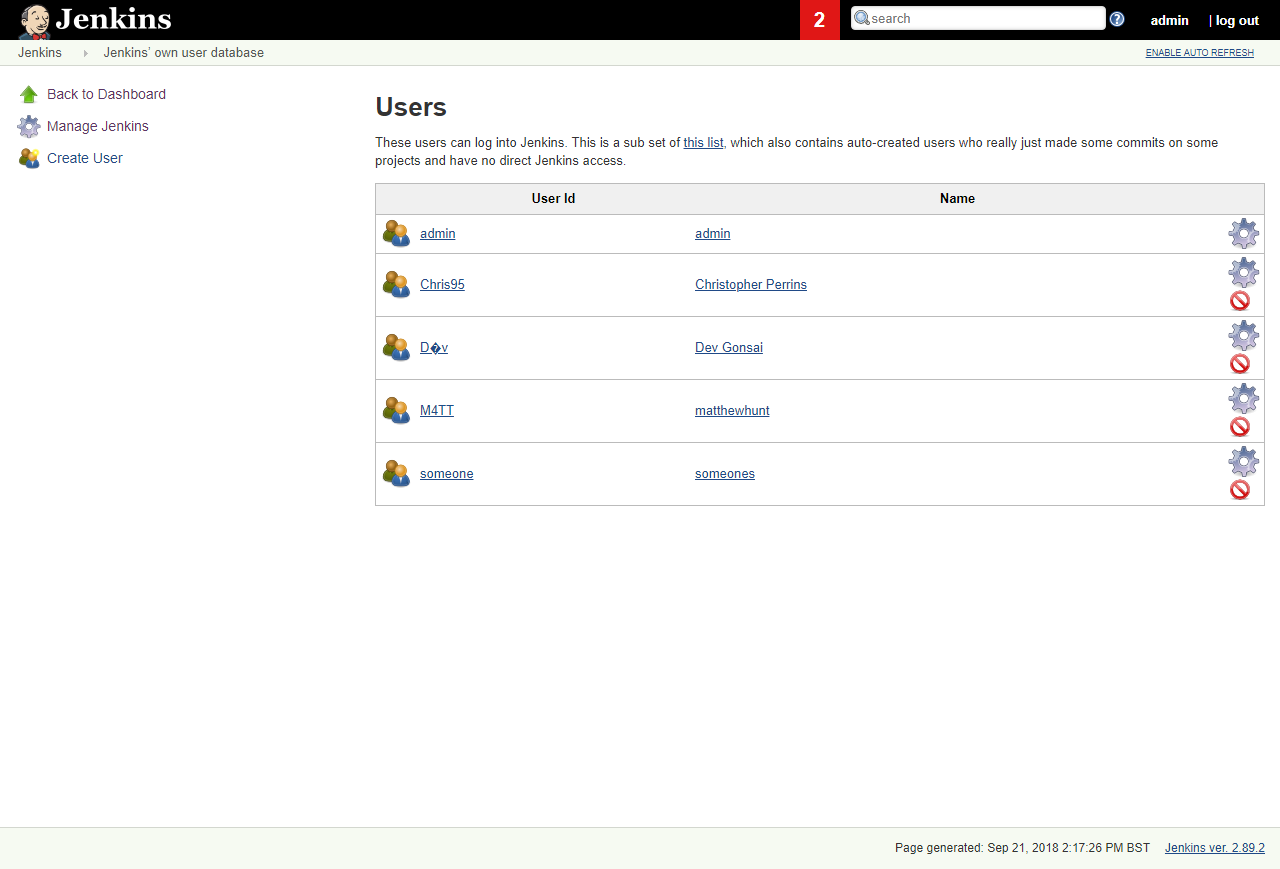 Jenkins
2
search
admin
| log out
Jenkins
Jenkins' own user database
ENABLE AUTO REFRESH
Back to Dashboard
Manage Jenkins
Create User
Users
These users can log into Jenkins. This is a sub set of this list, which also contains auto-created users who really just made some commits on some
projects and have no direct Jenkins access.
User Id Name
admin admin
Chris95 Christopher Perrins
D�v Dev Gonsai
M4TT matthewhunt
someone someones
Page generated: Sep 21, 2018 2:17:26 PM BST Jenkins ver. 2.89.2